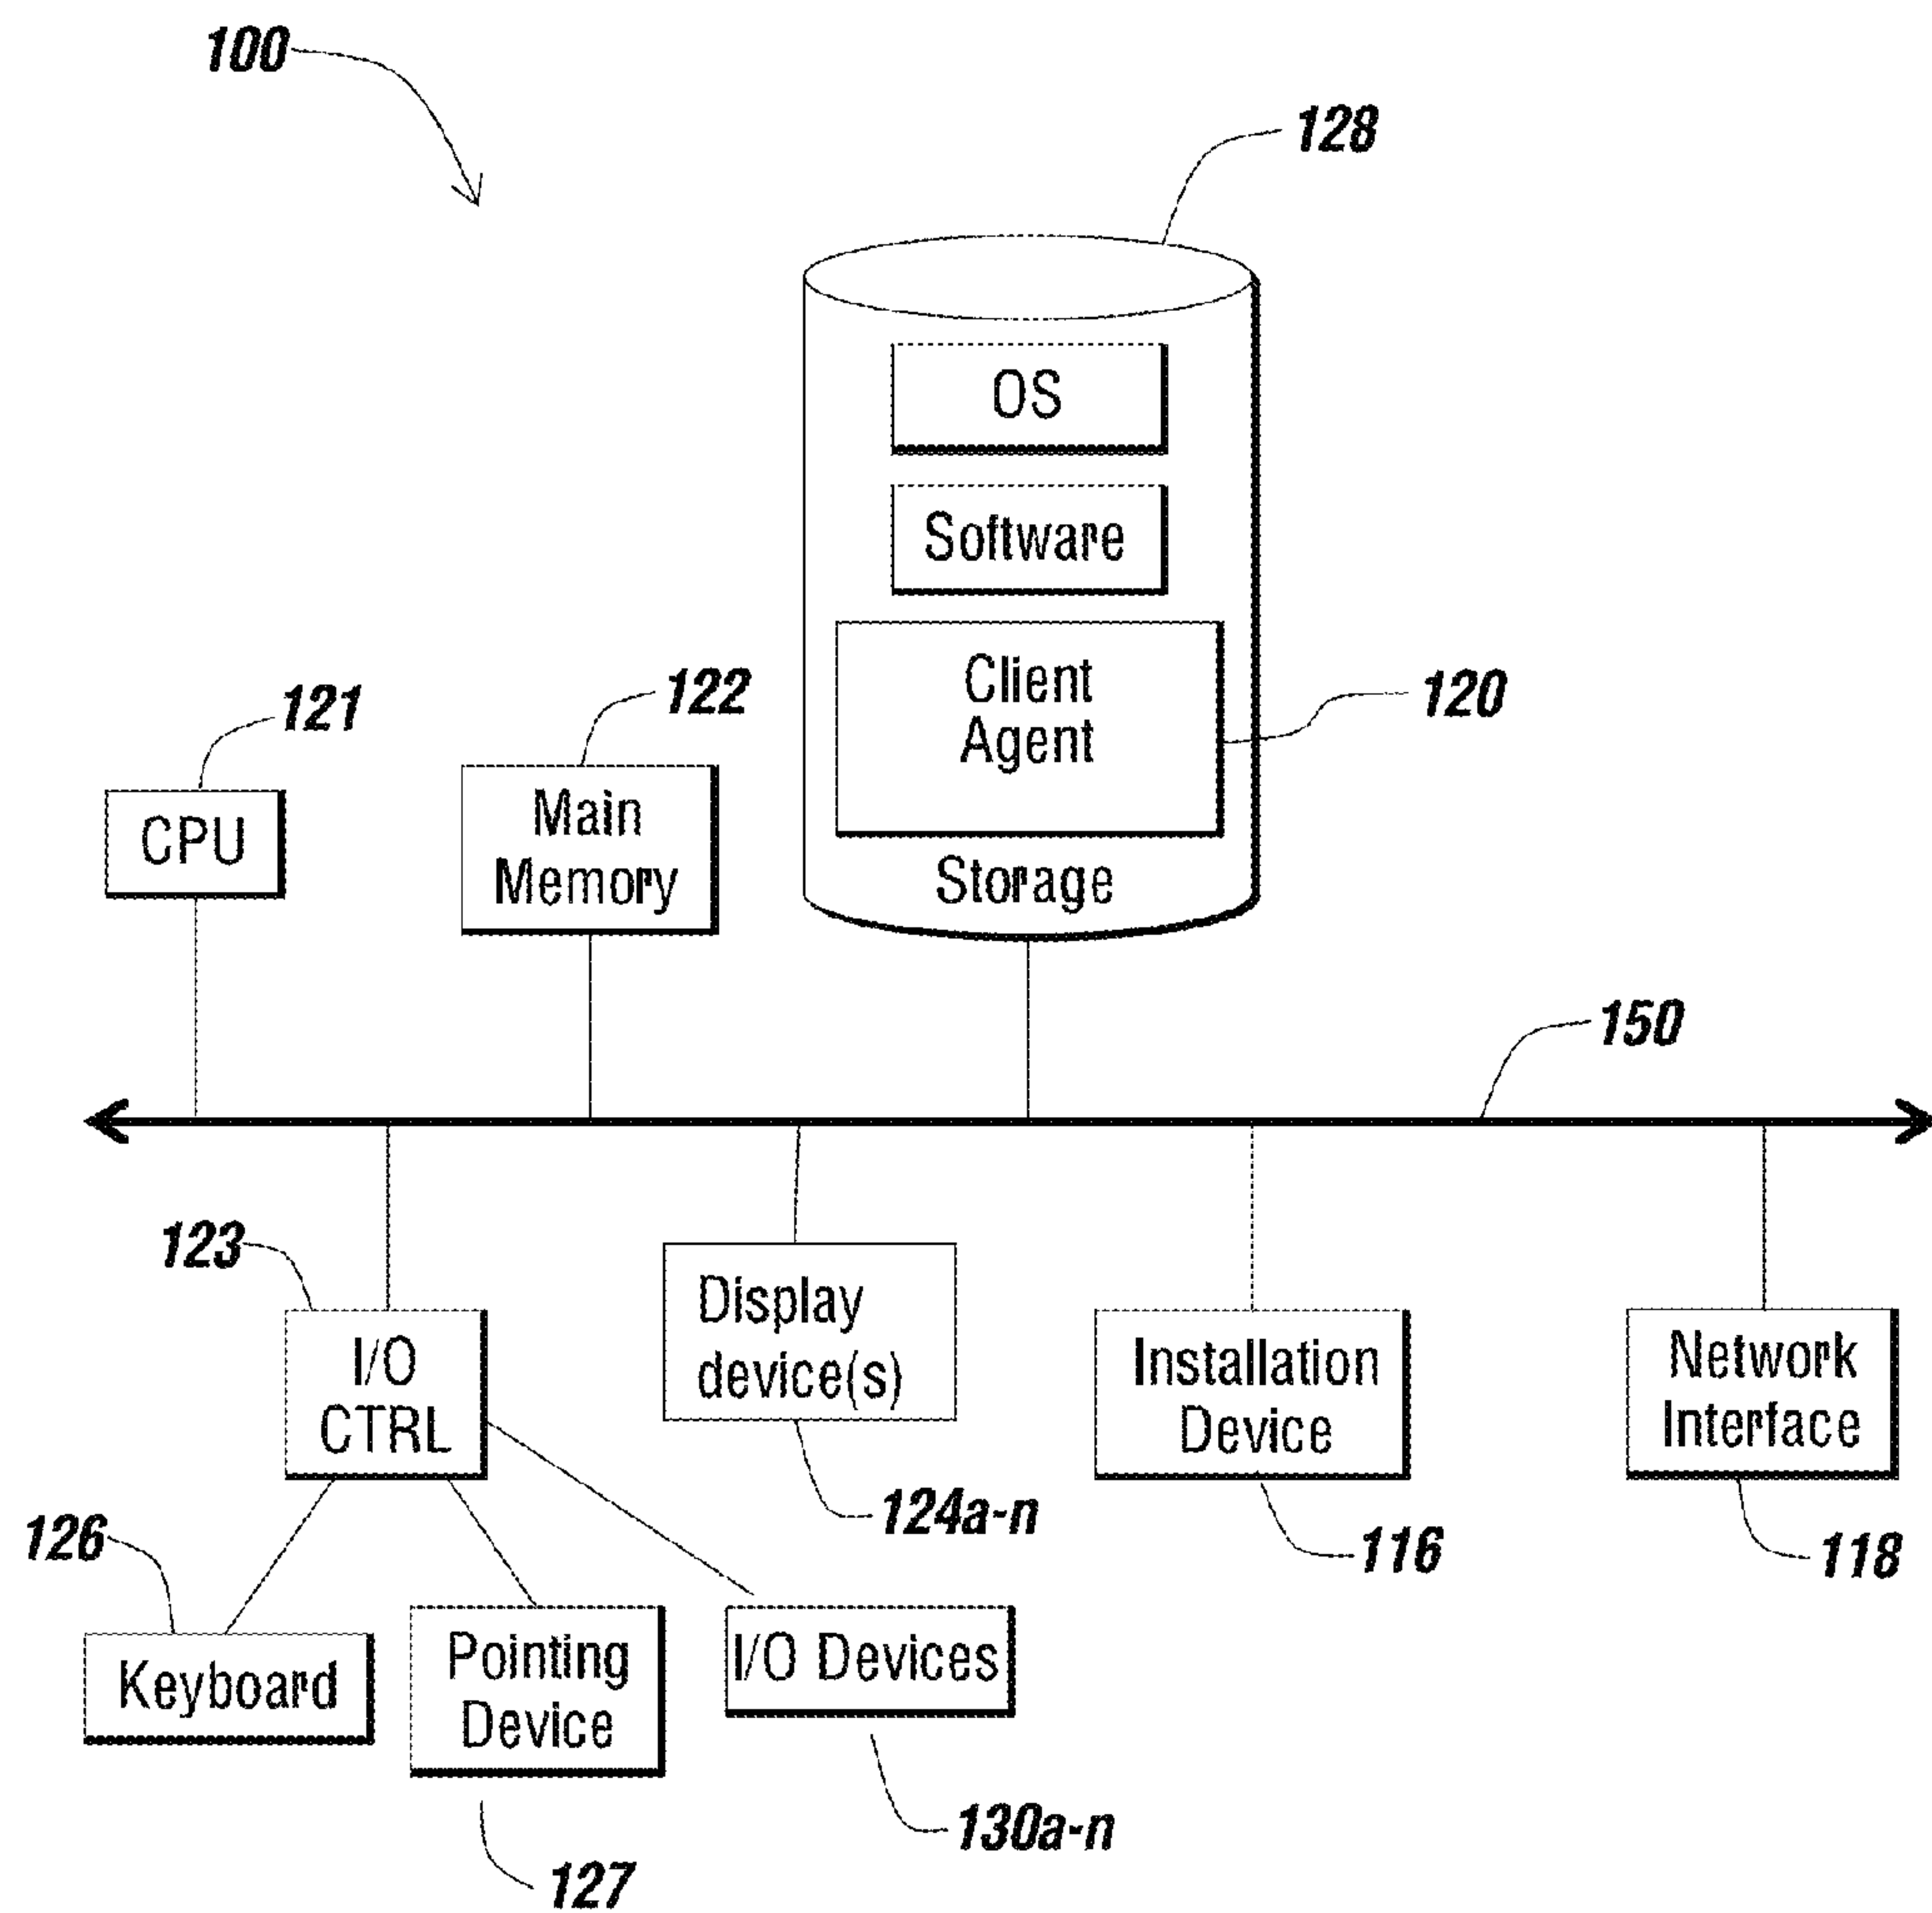 100
128
OS
Software
Client
Agent
120
Storage
121
CPU
122
Main
Memory
150
123
I/O
CTRL
Display
device(s)
124a-n
Installation
Device
116
Network
Interface
118
126
Keyboard
Pointing
Device
127
I/O Devices
130a-n